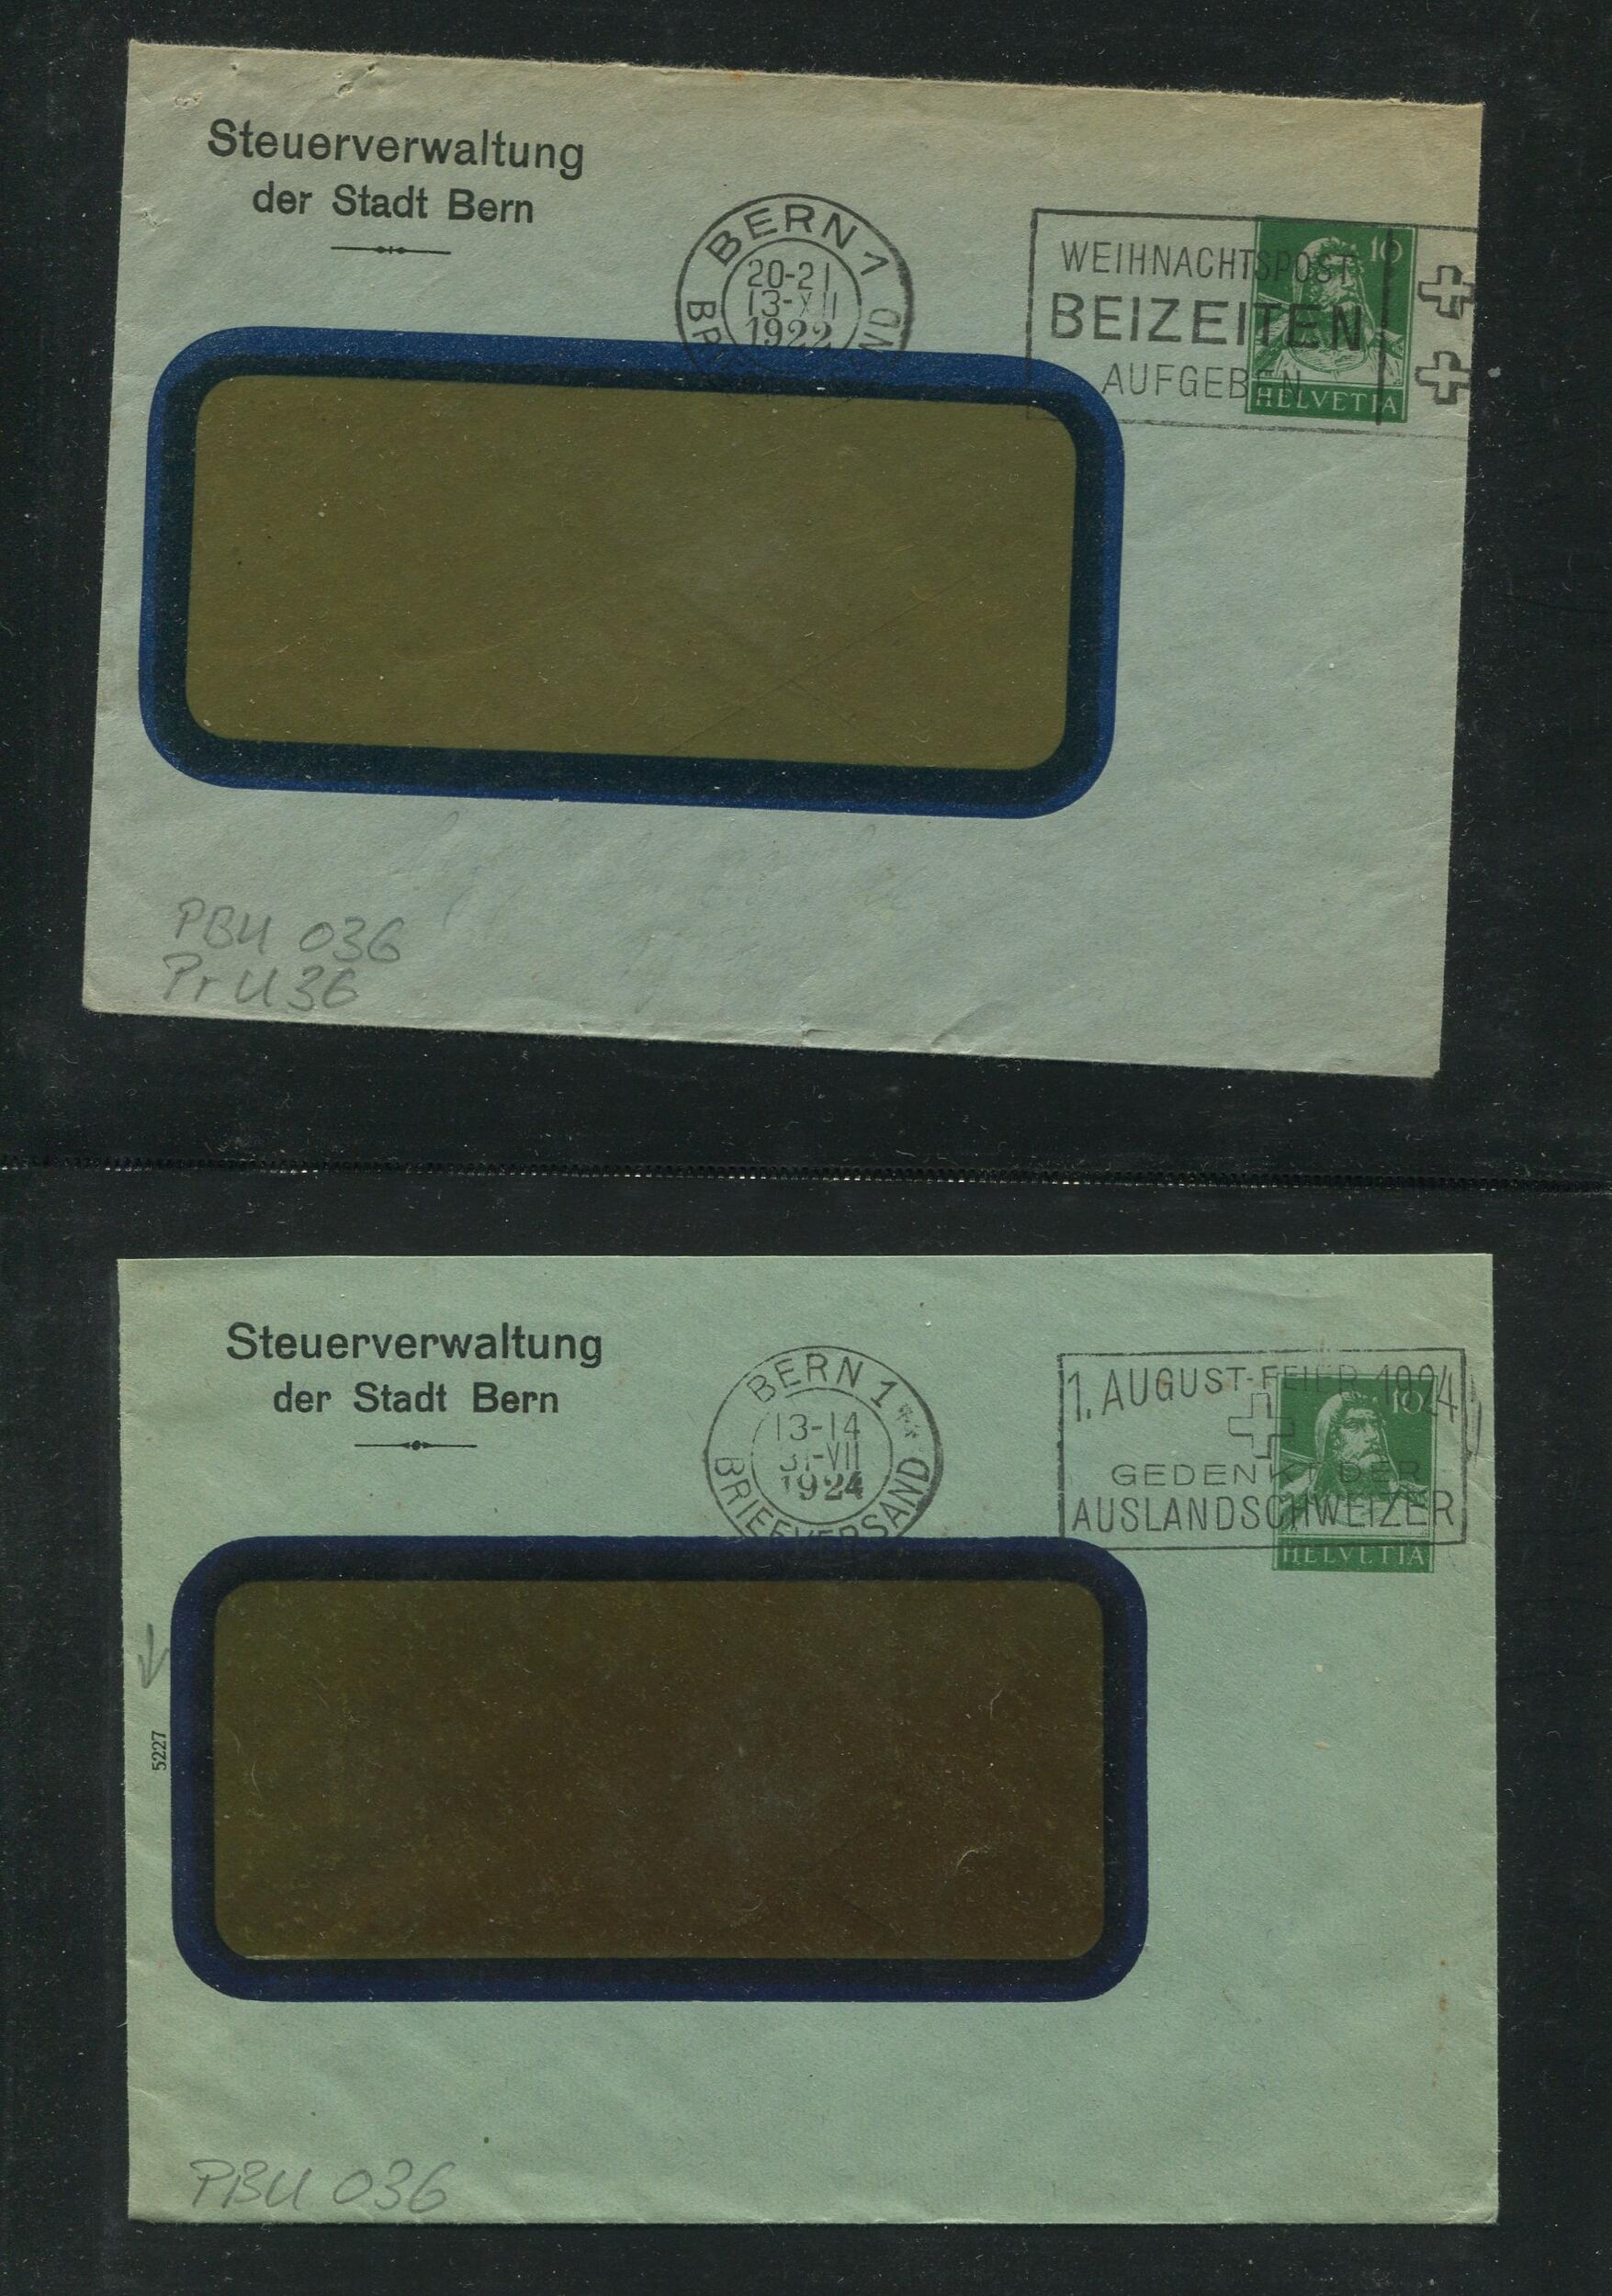 Steuerverwaltung
der Stadt Bern
BERN 1
20-21
13-XII
1922
WEIHNACHTSPOST
BEIZEITEN
AUFGEBEN
10
HELVETIA
PBU 036
Pr U 36
Steuerverwaltung
der Stadt Bern
BERN 1
13-14
31-VII
1924
BRIEFVERSAND
1. AUGUST-FEIER 1924
GEDENKT DER
AUSLANDSCHWEIZER
10
HELVETIA
5227
PBU 036